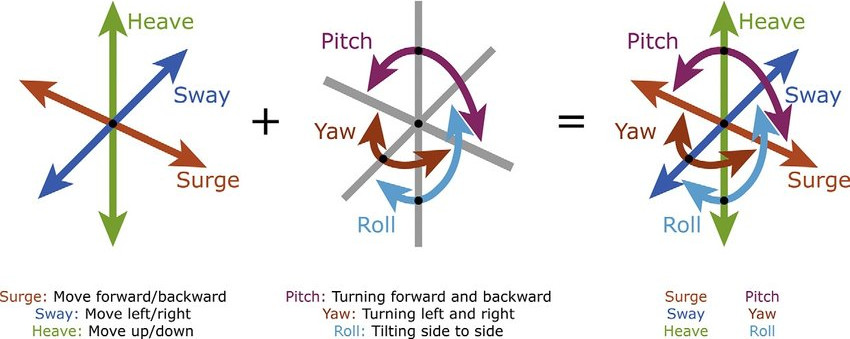 Heave
Sway
Surge
+
Pitch
Yaw
Roll
=
Heave
Pitch
Sway
Yaw
Surge
Roll
Surge: Move forward/backward
Sway: Move left/right
Heave: Move up/down
Pitch: Turning forward and backward
Yaw: Turning left and right
Roll: Tilting side to side
Surge Pitch
Sway Yaw
Heave Roll